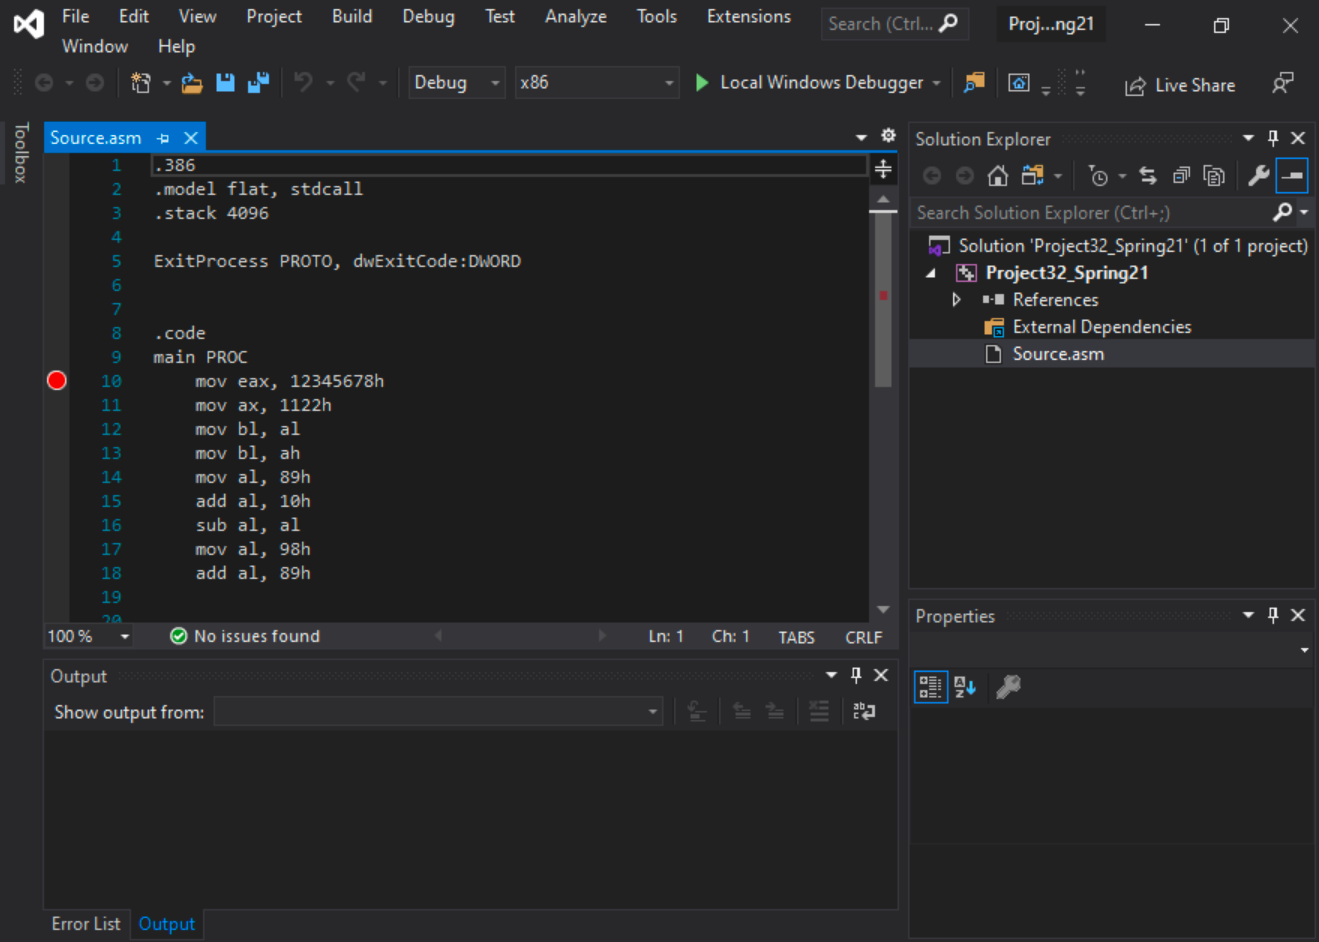 File Edit View Project Build Debug Test Analyze Tools Extensions Search (Ctrl... Proj...ng21
Window Help
Debug x86 Local Windows Debugger Live Share
Toolbox
Source.asm
1 .386
2 .model flat, stdcall
3 .stack 4096
4
5 ExitProcess PROTO, dwExitCode:DWORD
6
7
8 .code
9 main PROC
10 mov eax, 12345678h
11 mov ax, 1122h
12 mov bl, al
13 mov bl, ah
14 mov al, 89h
15 add al, 10h
16 sub al, al
17 mov al, 98h
18 add al, 89h
19
20
100 % No issues found Ln: 1 Ch: 1 TABS CRLF
Output
Show output from:
Error List Output
Solution Explorer
Search Solution Explorer (Ctrl+;)
Solution 'Project32_Spring21' (1 of 1 project)
Project32_Spring21
References
External Dependencies
Source.asm
Properties